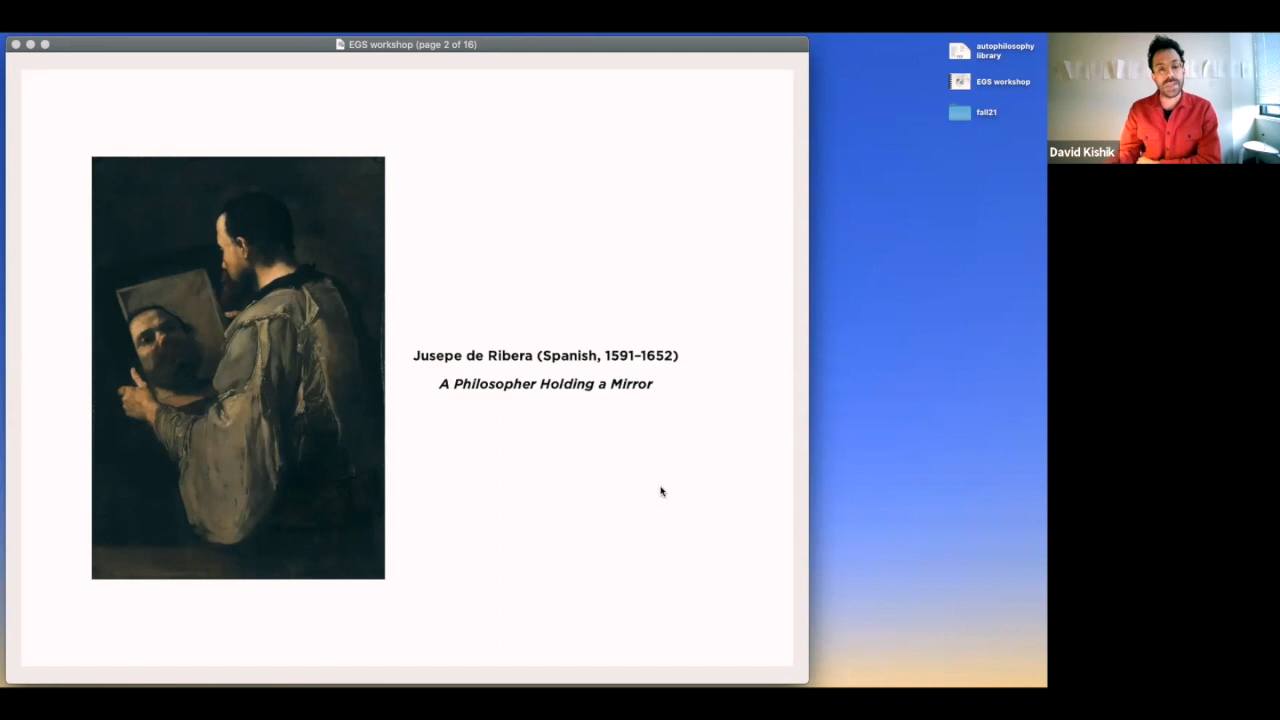 EGS workshop (page 2 of 16)
autophilosophy
library
EGS workshop
fall21
David Kishik
Jusepe de Ribera (Spanish, 1591–1652)
A Philosopher Holding a Mirror